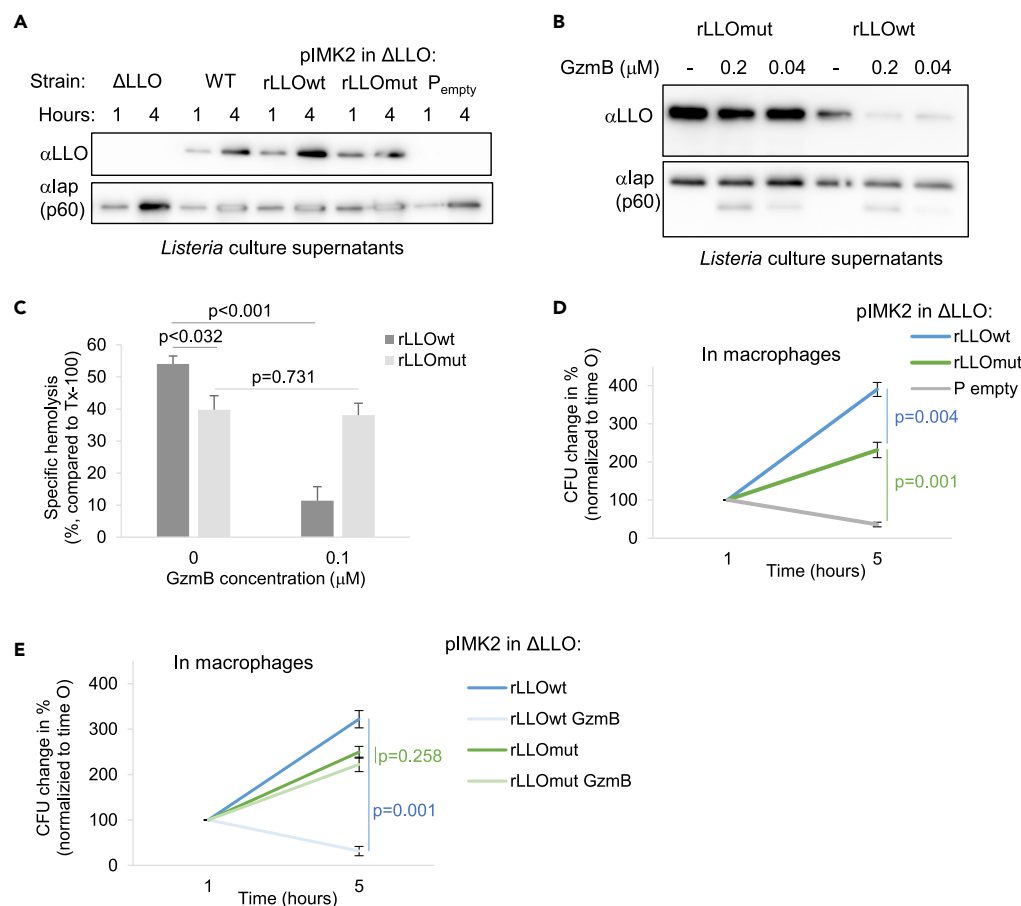 A
pIMK2 in ΔLLO:
Strain: ΔLLO WT rLLOwt rLLOmut P empty
Hours: 1 4 1 4 1 4 1 4 1 4
αLLO
αIap
(p60)
Listeria culture supernatants
B
rLLOmut rLLOwt
GzmB (μM) - 0.2 0.04 - 0.2 0.04
αLLO
αIap
(p60)
Listeria culture supernatants
C
p<0.001
p<0.032
p=0.731
rLLOwt
rLLOmut
Specific hemolysis
(%, compared to Tx-100)
60
50
40
30
20
10
0
0 0.1
GzmB concentration (μM)
D
pIMK2 in ΔLLO:
rLLOwt
rLLOmut
P empty
In macrophages
CFU change in %
(normalized to time O)
400
300
200
100
0
p=0.004
p=0.001
1 5
Time (hours)
E
pIMK2 in ΔLLO:
In macrophages
rLLOwt
rLLOwt GzmB
rLLOmut
rLLOmut GzmB
CFU change in %
(normalizied to time O)
400
300
200
100
0
p=0.258
p=0.001
1 5
Time (hours)